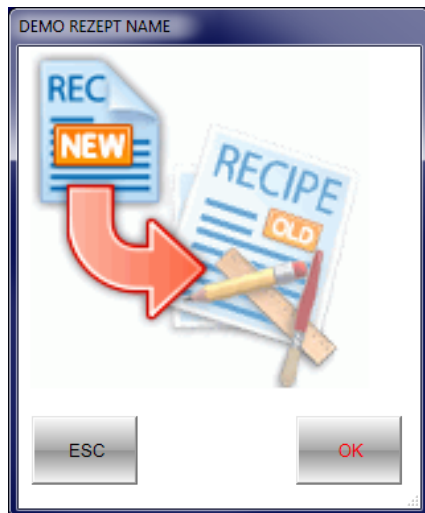 DEMO REZEPT NAME
REC
NEW
RECIPE
OLD
ESC
OK